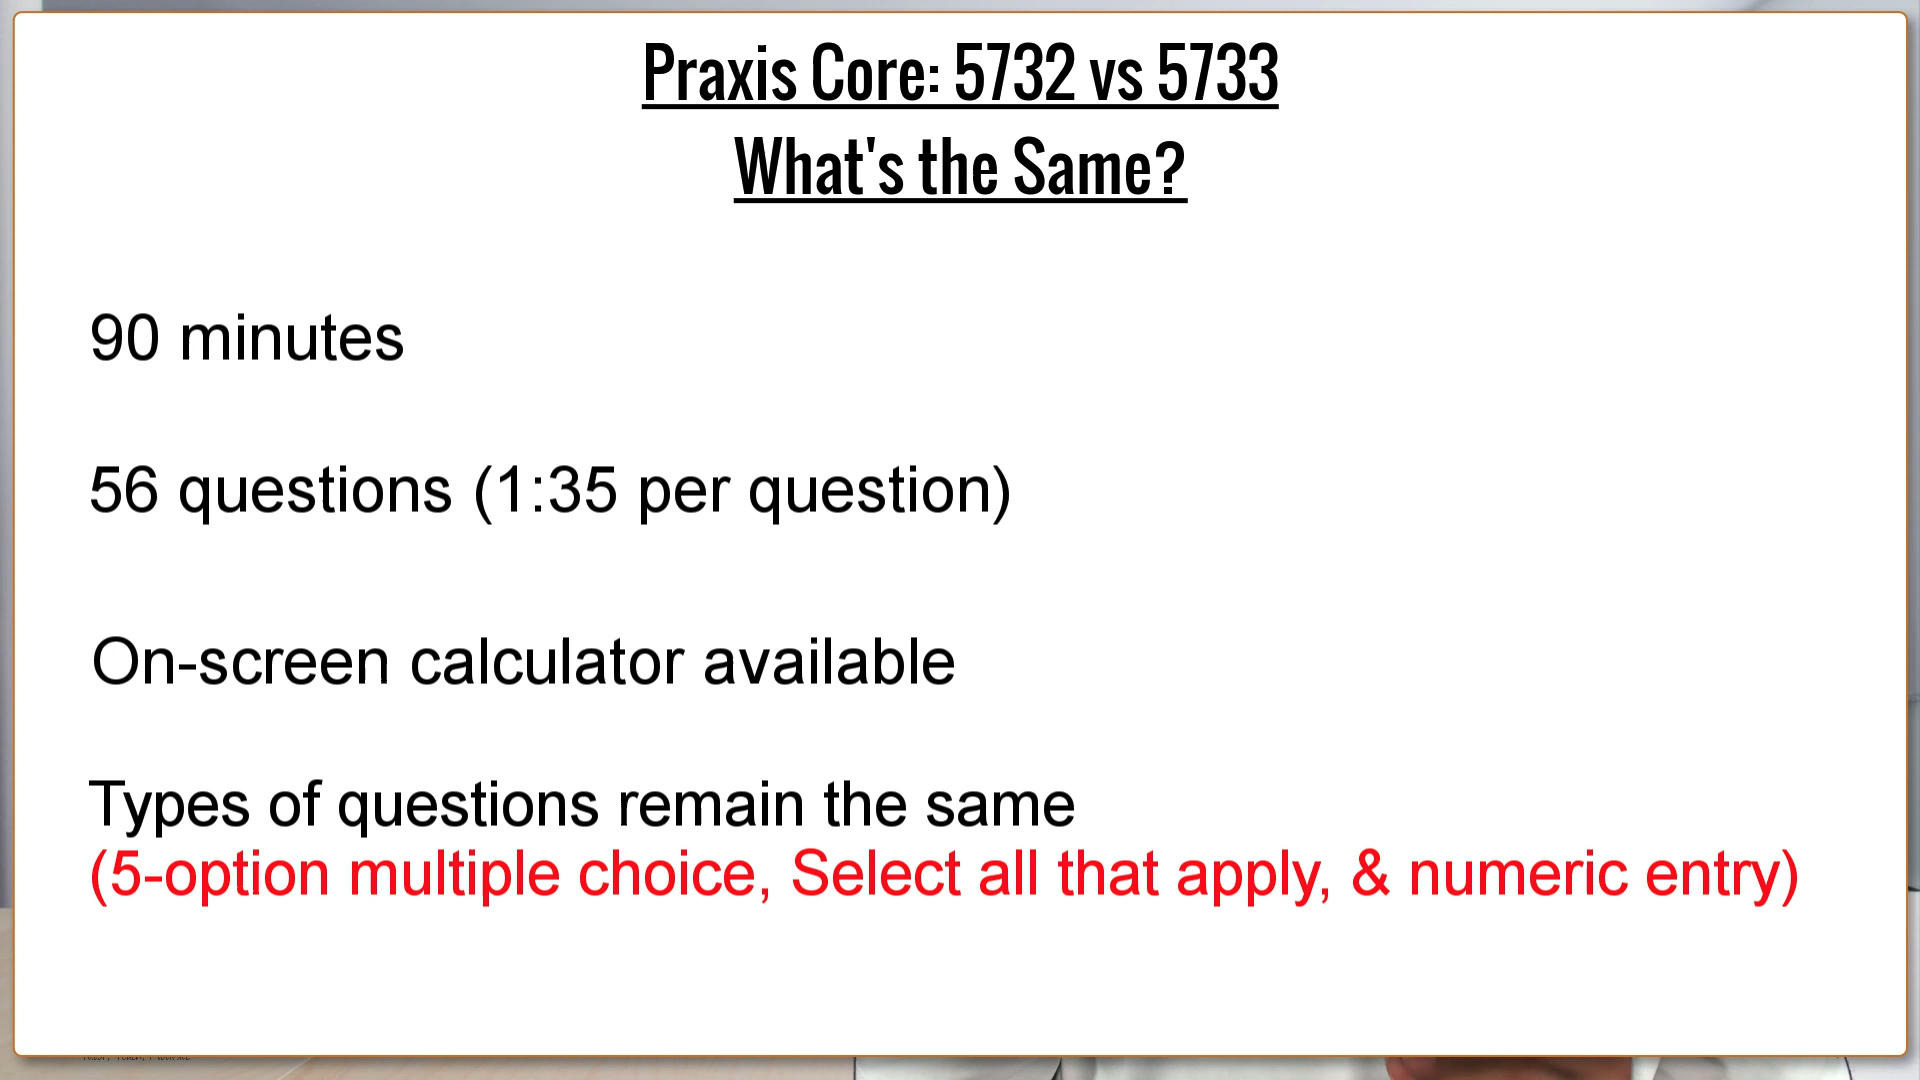 Praxis Core: 5732 vs 5733
What's the Same?
90 minutes
56 questions (1:35 per question)
On-screen calculator available
Types of questions remain the same
(5-option multiple choice, Select all that apply, & numeric entry)